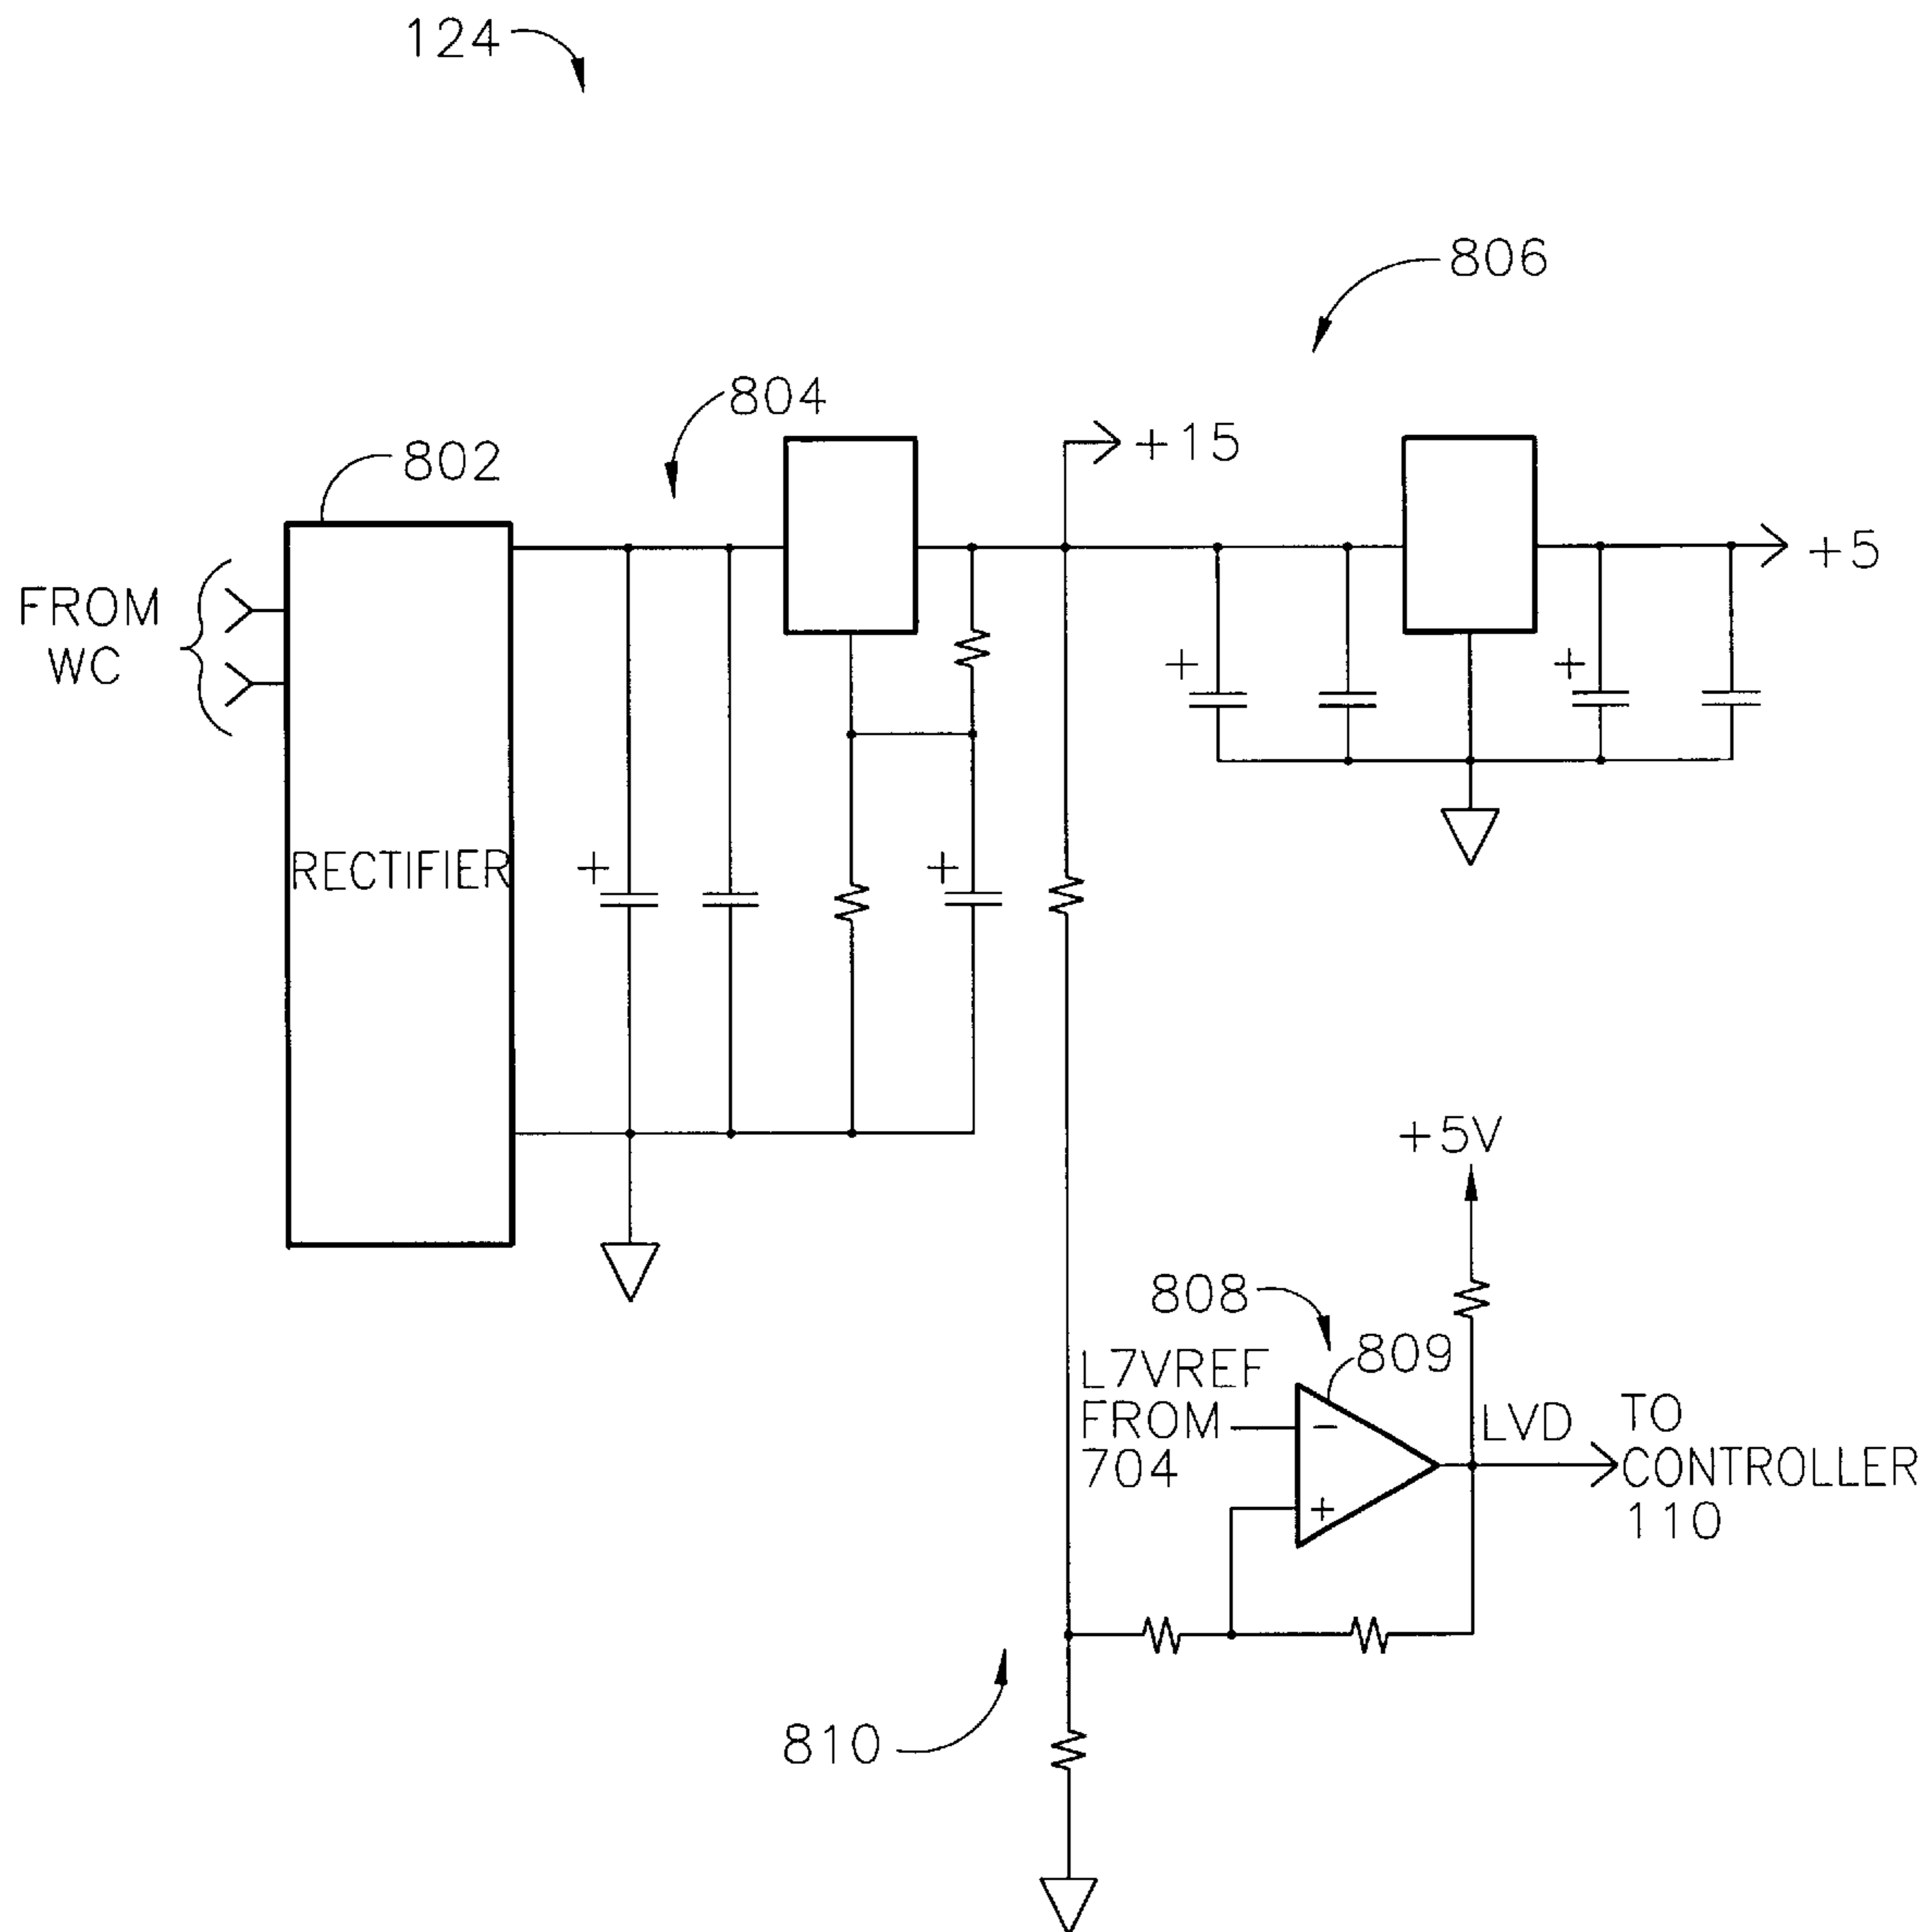 124
806
804
+15
802
+5
FROM
WC
+
+
RECTIFIER
+
+
+5V
808
809
L7VREF
FROM
704
−
+
LVD
TO
CONTROLLER
110
810